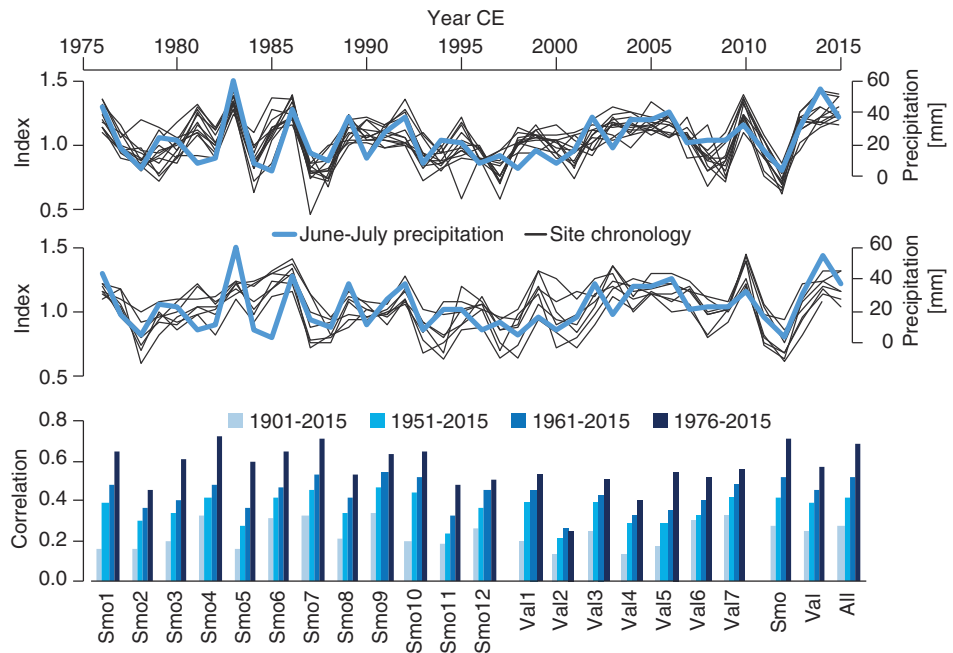 Year CE
1975 1980 1985 1990 1995 2000 2005 2010 2015
1.5
1.0
0.5
Index
60
40
20
0
Precipitation
[mm]
June-July precipitation Site chronology
1.5
1.0
0.5
Index
60
40
20
0
Precipitation
[mm]
0.8
0.6
0.4
0.2
0.0
Correlation
1901-2015 1951-2015 1961-2015 1976-2015
Smo1 Smo2 Smo3 Smo4 Smo5 Smo6 Smo7 Smo8 Smo9 Smo10 Smo11 Smo12 Val1 Val2 Val3 Val4 Val5 Val6 Val7 Smo Val All